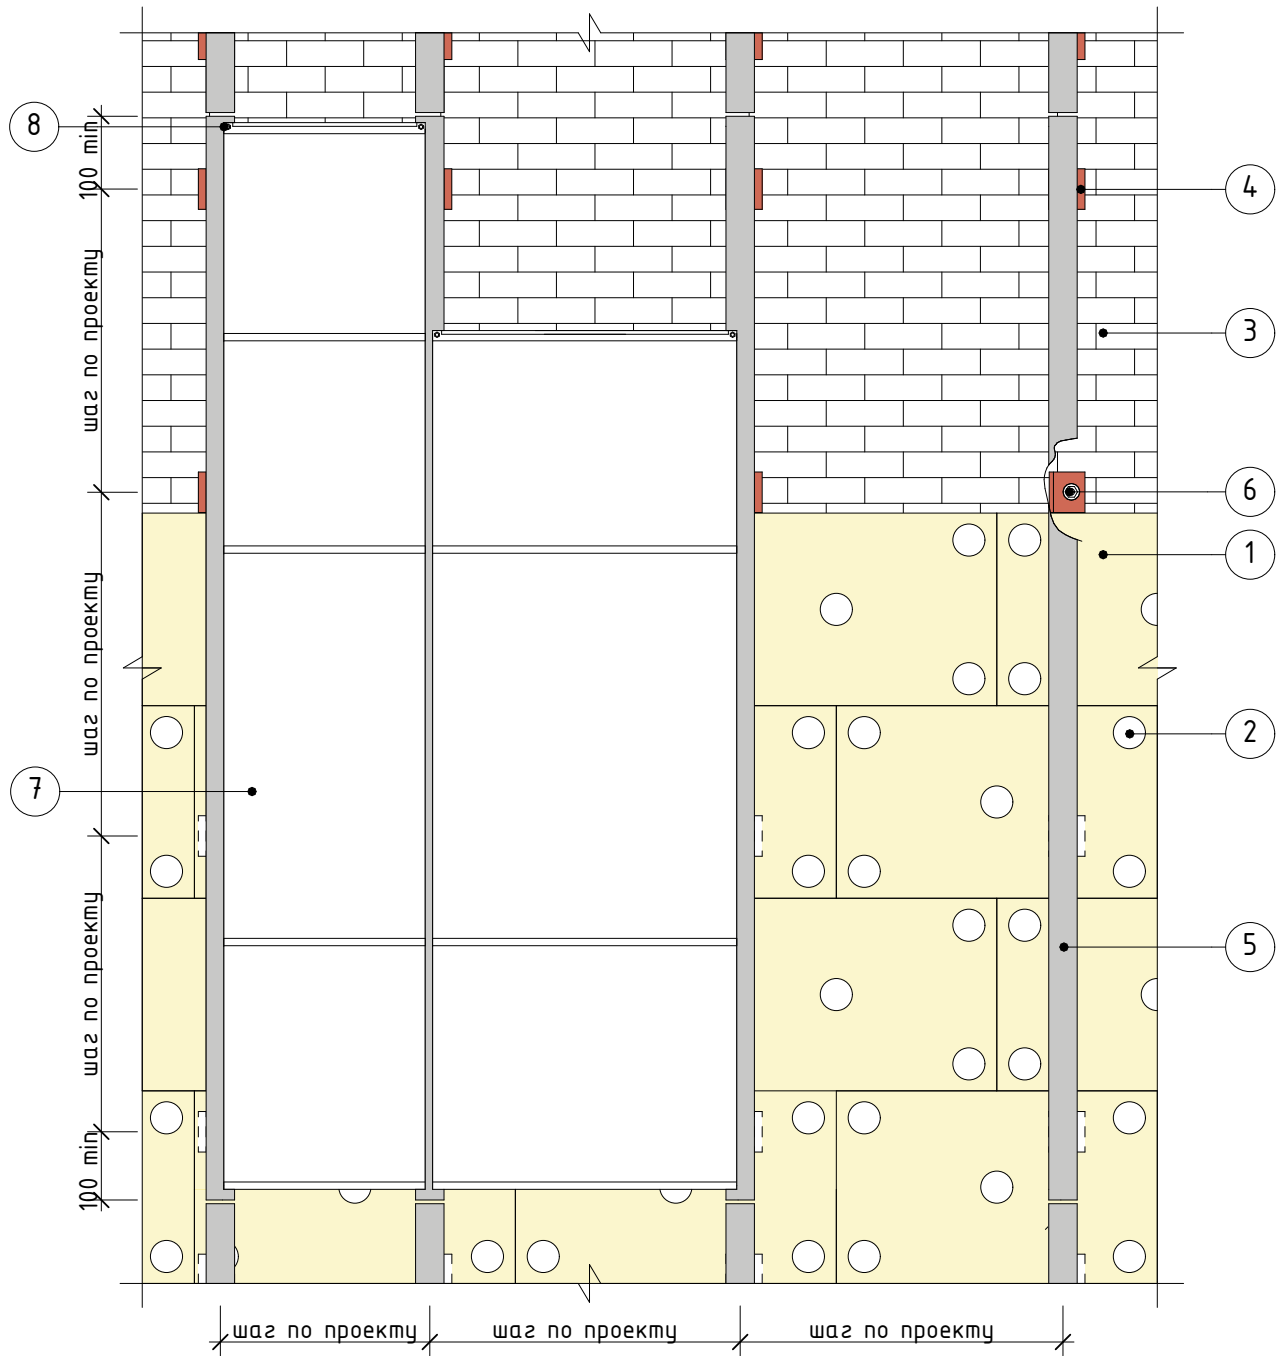 8
100 min
4
шаг по проекту
3
6
1
шаг по проекту
2
7
шаг по проекту
5
100 min
шаг по проекту
шаг по проекту
шаг по проекту